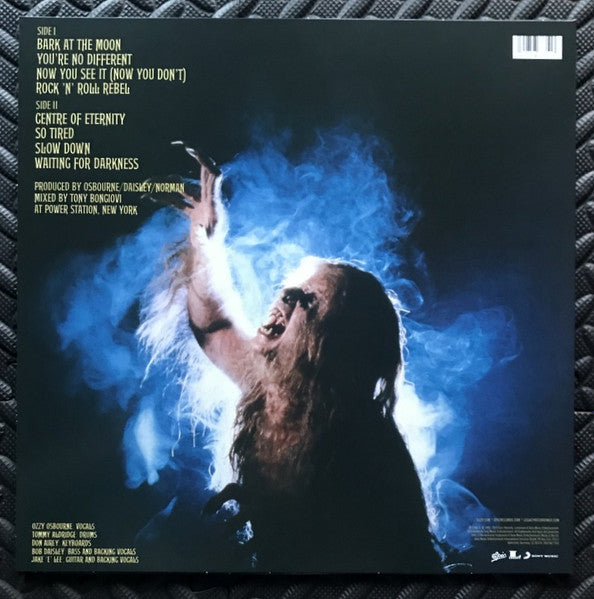 SIDE I
BARK AT THE MOON
YOU'RE NO DIFFERENT
NOW YOU SEE IT (NOW YOU DON'T)
ROCK 'N' ROLL REBEL
SIDE II
CENTRE OF ETERNITY
SO TIRED
SLOW DOWN
WAITING FOR DARKNESS
PRODUCED BY OSBOURNE/DAISLEY/NORMAN
MIXED BY TONY BONGIOVI
AT POWER STATION, NEW YORK
OZZY OSBOURNE VOCALS
TOMMY ALDRIDGE DRUMS
DON AIREY KEYBOARDS
BOB DAISLEY BASS AND BACKING VOCALS
JAKE 'E' LEE GUITAR AND BACKING VOCALS
Epic L SONY MUSIC